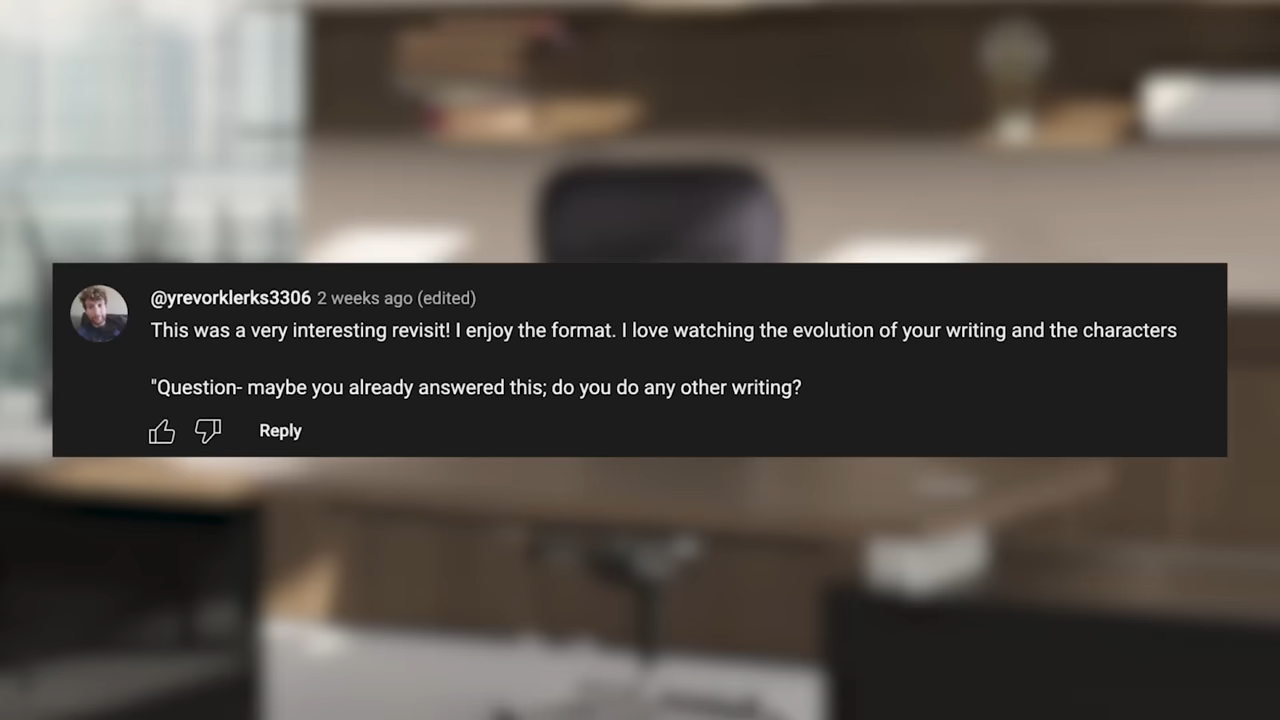 @yrevorklerks3306 2 weeks ago (edited)
This was a very interesting revisit! I enjoy the format. I love watching the evolution of your writing and the characters
"Question- maybe you already answered this; do you do any other writing?
Reply